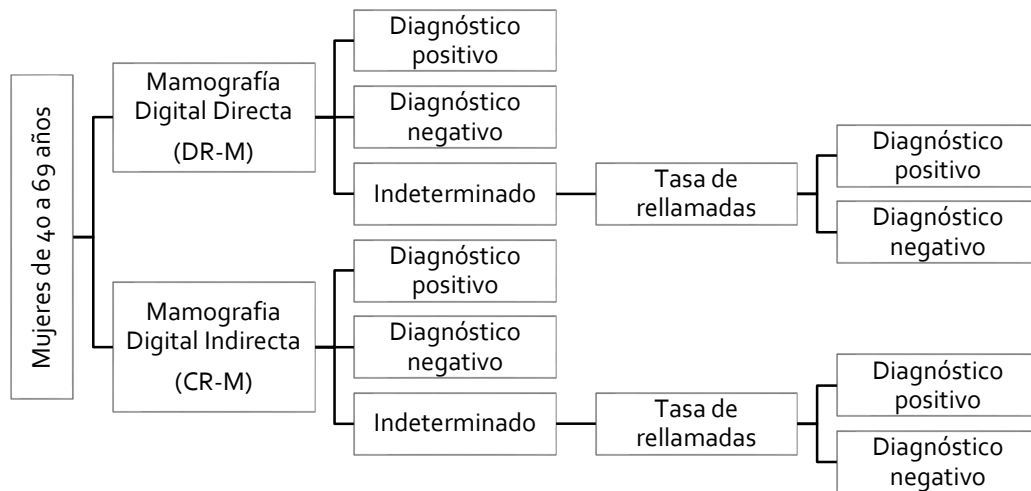 Mujeres de 40 a 69 años
Mamografía
Digital Directa
(DR-M)
Diagnóstico
positivo
Diagnóstico
negativo
Indeterminado
Tasa de
rellamadas
Diagnóstico
positivo
Diagnóstico
negativo
Mamografia
Digital Indirecta
(CR-M)
Diagnóstico
positivo
Diagnóstico
negativo
Indeterminado
Tasa de
rellamadas
Diagnóstico
positivo
Diagnóstico
negativo